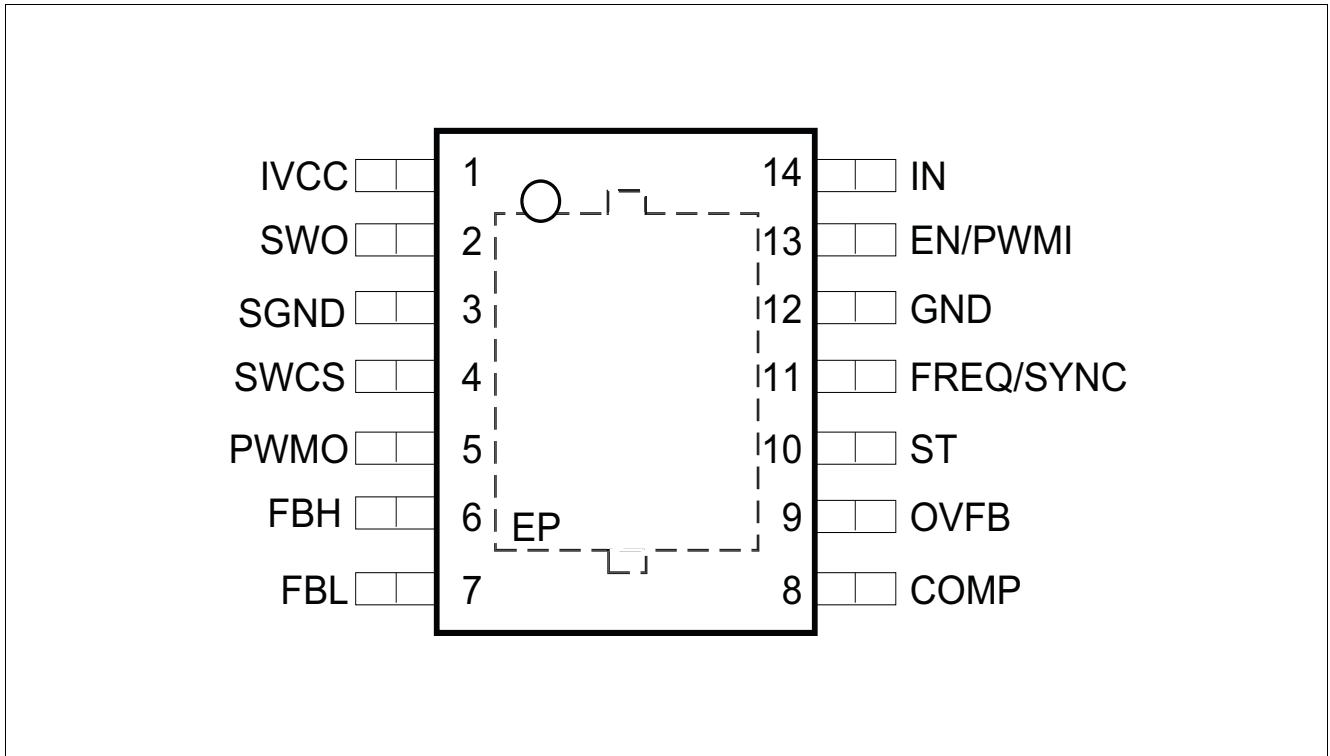 IVCC 1 14 IN
SWO 2 13 EN/PWMI
SGND 3 12 GND
SWCS 4 11 FREQ/SYNC
PWMO 5 10 ST
FBH 6 EP 9 OVFB
FBL 7 8 COMP